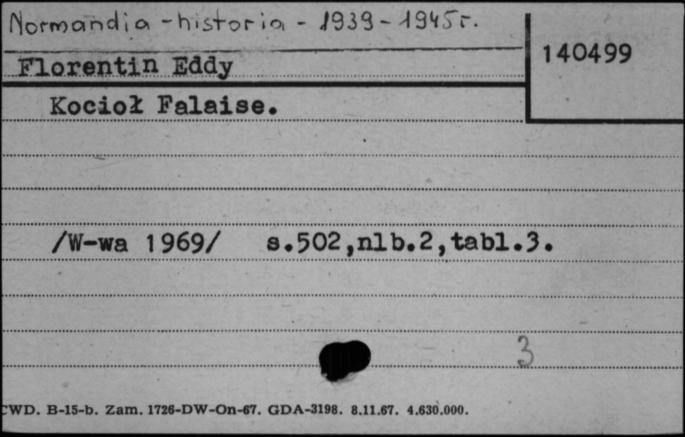 Normandia - historia - 1939-1945r.
140499
Florentin Eddy
Kocioł Falaise.
/W-wa 1969/ s.502,nlb.2,tabl.3.
3
CWD. B-15-b. Zam. 1726-DW-On-67. GDA-3198. 8.11.67. 4.630.000.